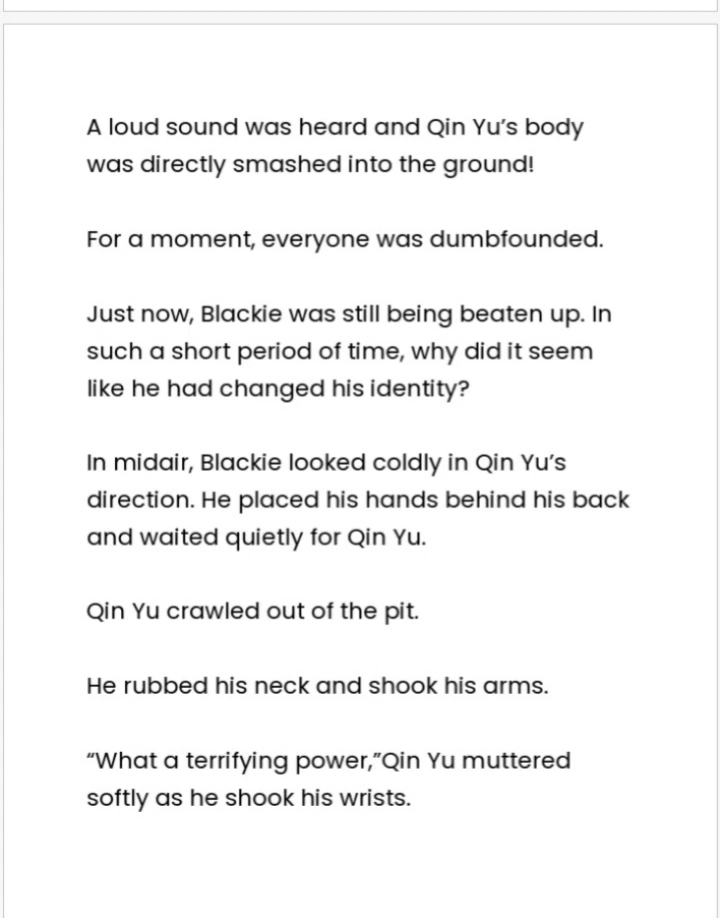 A loud sound was heard and Qin Yu’s body
was directly smashed into the ground!
For a moment, everyone was dumbfounded.
Just now, Blackie was still being beaten up. In
such a short period of time, why did it seem
like he had changed his identity?
In midair, Blackie looked coldly in Qin Yu’s
direction. He placed his hands behind his back
and waited quietly for Qin Yu.
Qin Yu crawled out of the pit.
He rubbed his neck and shook his arms.
“What a terrifying power,”Qin Yu muttered
softly as he shook his wrists.